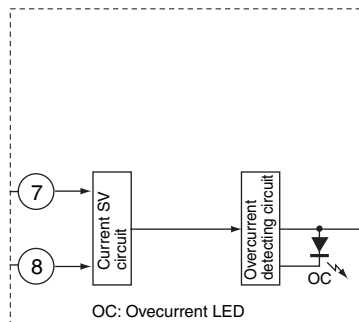 7
8
Current SV
circuit
Overcurrent
detecting circuit
OC
OC: Ovecurrent LED